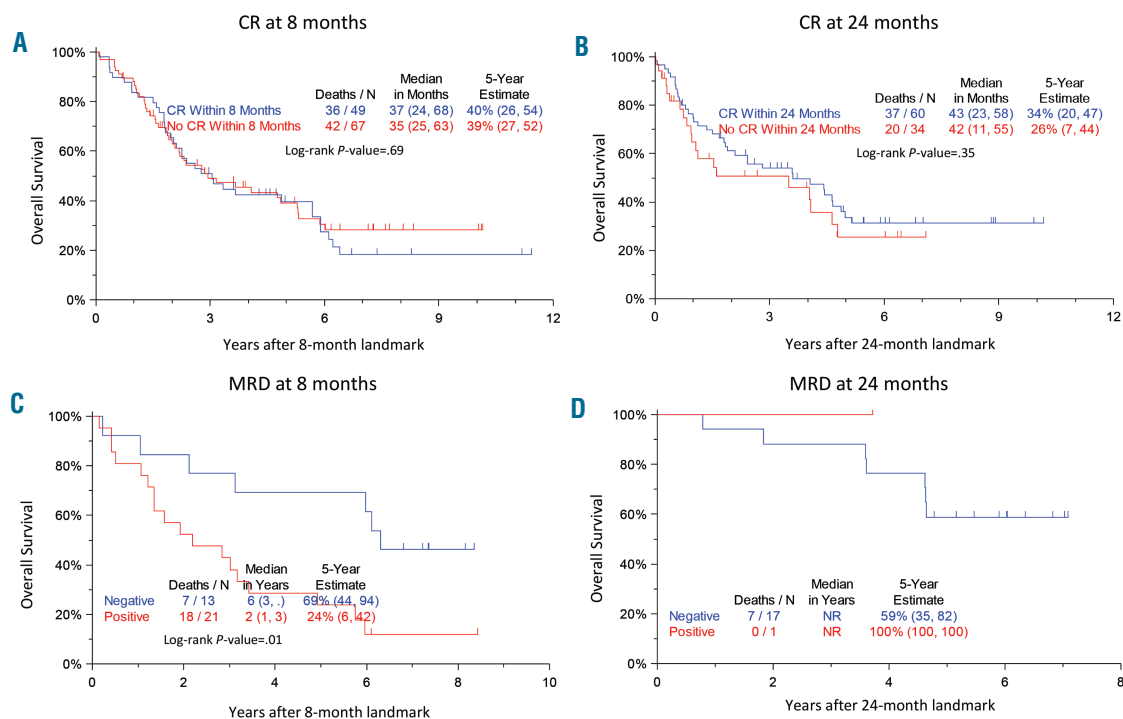 CR at 8 months
A
100%
80%
60%
40%
20%
0%
Overall Survival
Deaths / N
Median
in Months
5-Year
Estimate
CR Within 8 Months 36 / 49 37 (24, 68) 40% (26, 54)
No CR Within 8 Months 42 / 67 35 (25, 63) 39% (27, 52)
Log-rank P-value=.69
0 3 6 9 12
Years after 8-month landmark
CR at 24 months
B
100%
80%
60%
40%
20%
0%
Overall Survival
Deaths / N
Median
in Months
5-Year
Estimate
CR Within 24 Months 37 / 60 43 (23, 58) 34% (20, 47)
No CR Within 24 Months 20 / 34 42 (11, 55) 26% (7, 44)
Log-rank P-value=.35
0 3 6 9 12
Years after 24-month landmark
MRD at 8 months
C
100%
80%
60%
40%
20%
0%
Overall Survival
Deaths / N
Median
in Years
5-Year
Estimate
Negative 7 / 13 6 (3, .) 69% (44, 94)
Positive 18 / 21 2 (1, 3) 24% (6, 42)
Log-rank P-value=.01
0 2 4 6 8 10
Years after 8-month landmark
MRD at 24 months
D
100%
80%
60%
40%
20%
0%
Overall Survival
Deaths / N
Median
in Years
5-Year
Estimate
Negative 7 / 17 NR 59% (35, 82)
Positive 0 / 1 NR 100% (100, 100)
0 2 4 6 8
Years after 24-month landmark